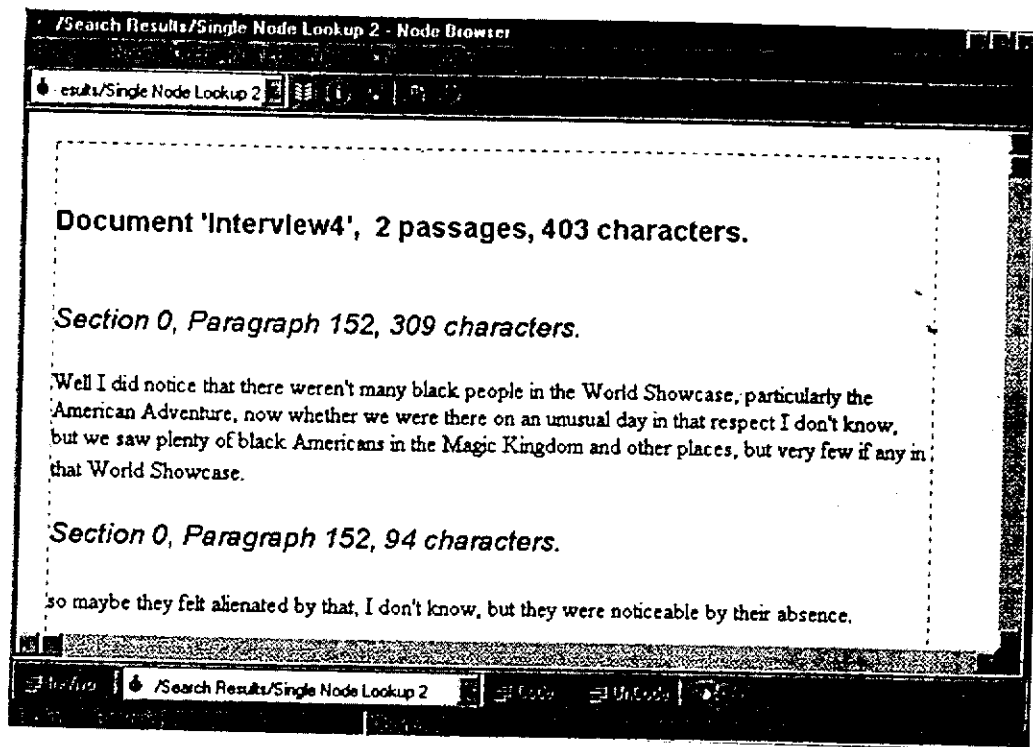 /Search Results/Single Node Lookup 2 - Node Browser
esults/Single Node Lookup 2
Document 'Interview4', 2 passages, 403 characters.
Section 0, Paragraph 152, 309 characters.
Well I did notice that there weren't many black people in the World Showcase, particularly the
American Adventure, now whether we were there on an unusual day in that respect I don't know,
but we saw plenty of black Americans in the Magic Kingdom and other places, but very few if any in
that World Showcase.
Section 0, Paragraph 152, 94 characters.
so maybe they felt alienated by that, I don't know, but they were noticeable by their absence.
/Search Results/Single Node Lookup 2
Code
UnCode